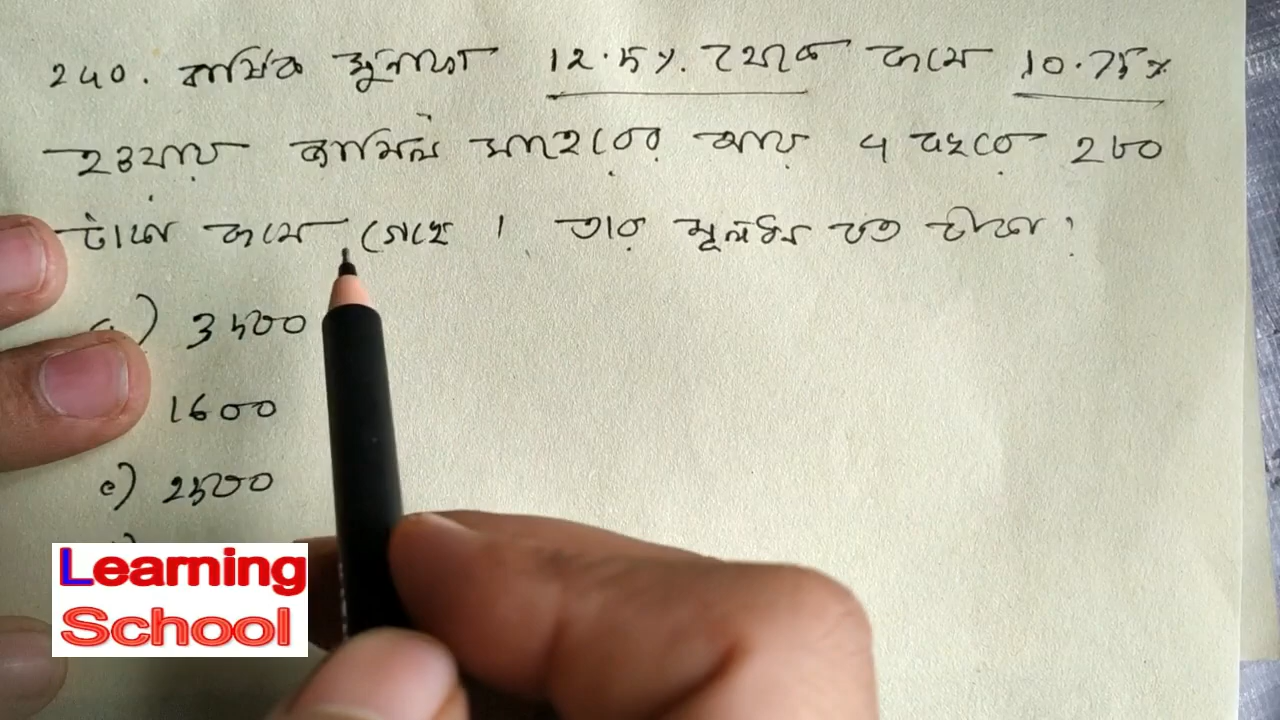 240. বার্ষিক মুনাফা 12.5%. থেকে কমে 10.75%
হওয়ায় জামিল সাহেবের আয় 4 বছরে 280
টাকা কমে গেছে । তার মূলধন কত টাকা?
a) 3500
1600
c) 2500
Learning
School